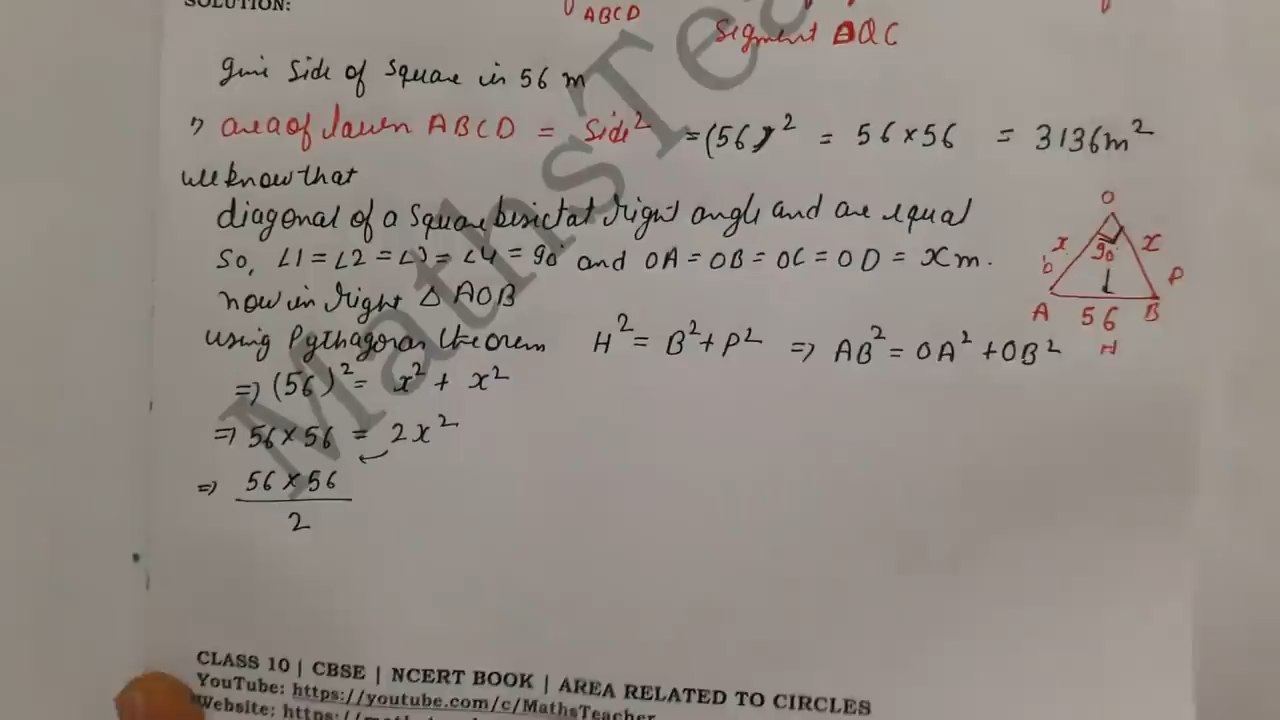 SOLUTION:
ABCD
Segment DQC
Side of Square in 56 m
area of lawn ABCD = Side² = (56)² = 56 × 56 = 3136m²
we know that
diagonal of a Square bisect at right angle and are equal
So, ∠1 = ∠2 = ∠3 = ∠4 = 90° and OA = OB = OC = OD = x m.
now in right △ AOB
using Pythagoras theorem H² = B² + P² ⇒ AB² = OA² + OB²
⇒ (56)² = x² + x²
⇒ 56 × 56 = 2x²
⇒ 56 × 56
2
O
x 90° x
b P
A 56 B
H
CLASS 10 | CBSE | NCERT BOOK | AREA RELATED TO CIRCLES
YouTube: https://youtube.com/c/MathsTeacher
Website: